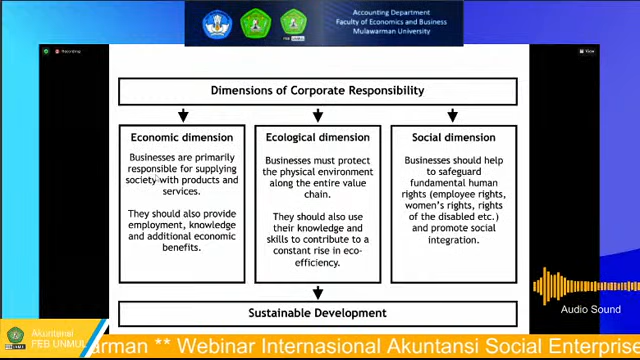 Accounting Department
Faculty of Economics and Business
Mulawarman University
Recording
View
Dimensions of Corporate Responsibility
Economic dimension
Businesses are primarily
responsible for supplying
society with products and
services.
They should also provide
employment, knowledge
and additional economic
benefits.
Ecological dimension
Businesses must protect
the physical environment
along the entire value
chain.
They should also use
their knowledge and
skills to contribute to a
constant rise in eco-
efficiency.
Social dimension
Businesses should help
to safeguard
fundamental human
rights (employee rights,
women's rights, rights
of the disabled etc.)
and promote social
integration.
Sustainable Development
Audio Sound
Akuntansi
FEB UNMUL
arman ** Webinar Internasional Akuntansi Social Enterprise